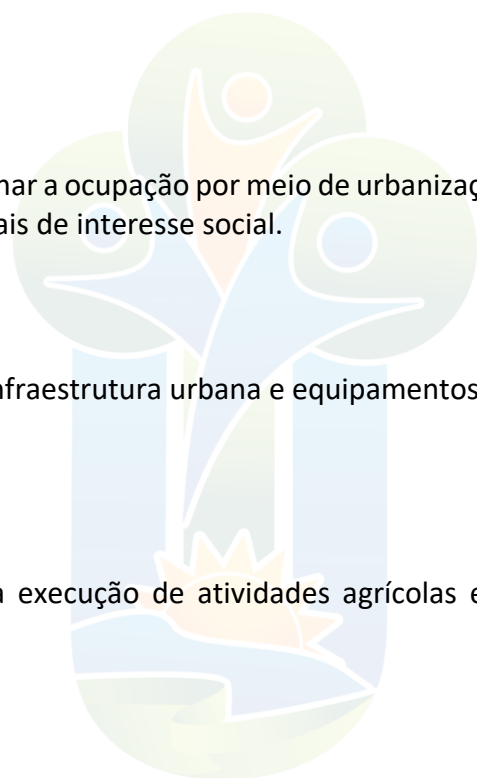 nar a ocupação por meio de urbanizaç
ais de interesse social.
nfraestrutura urbana e equipamentos
a execução de atividades agrícolas e